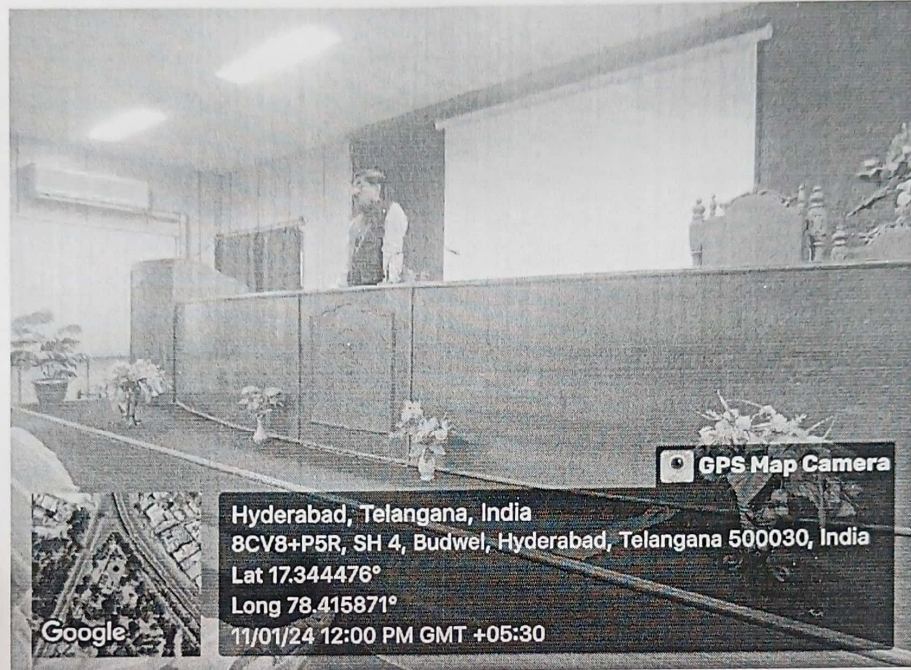 GPS Map Camera
Hyderabad, Telangana, India
8CV8+P5R, SH 4, Budwel, Hyderabad, Telangana 500030, India
Lat 17.344476°
Long 78.415871°
11/01/24 12:00 PM GMT +05:30
Google